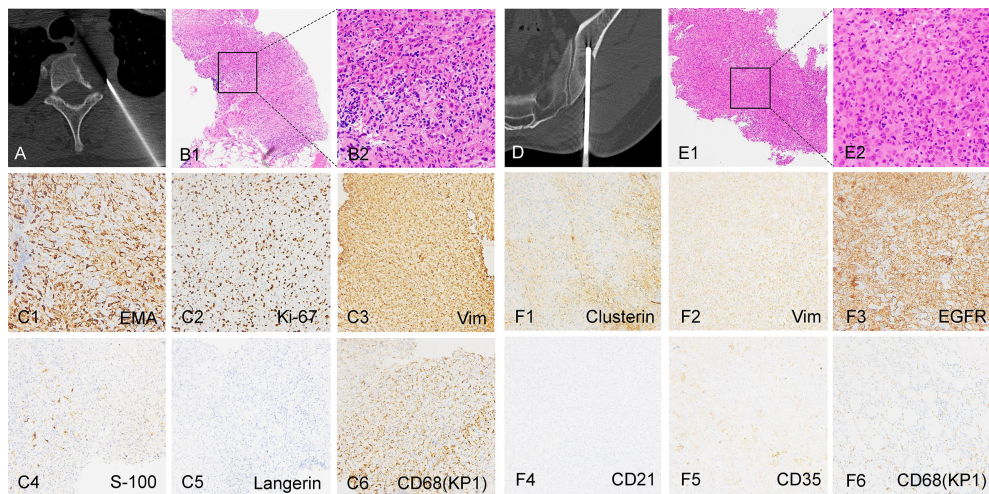 A
B1
B2
D
E1
E2
C1 EMA
C2 Ki-67
C3 Vim
F1 Clusterin
F2 Vim
F3 EGFR
C4 S-100
C5 Langerin
C6 CD68(KP1)
F4 CD21
F5 CD35
F6 CD68(KP1)